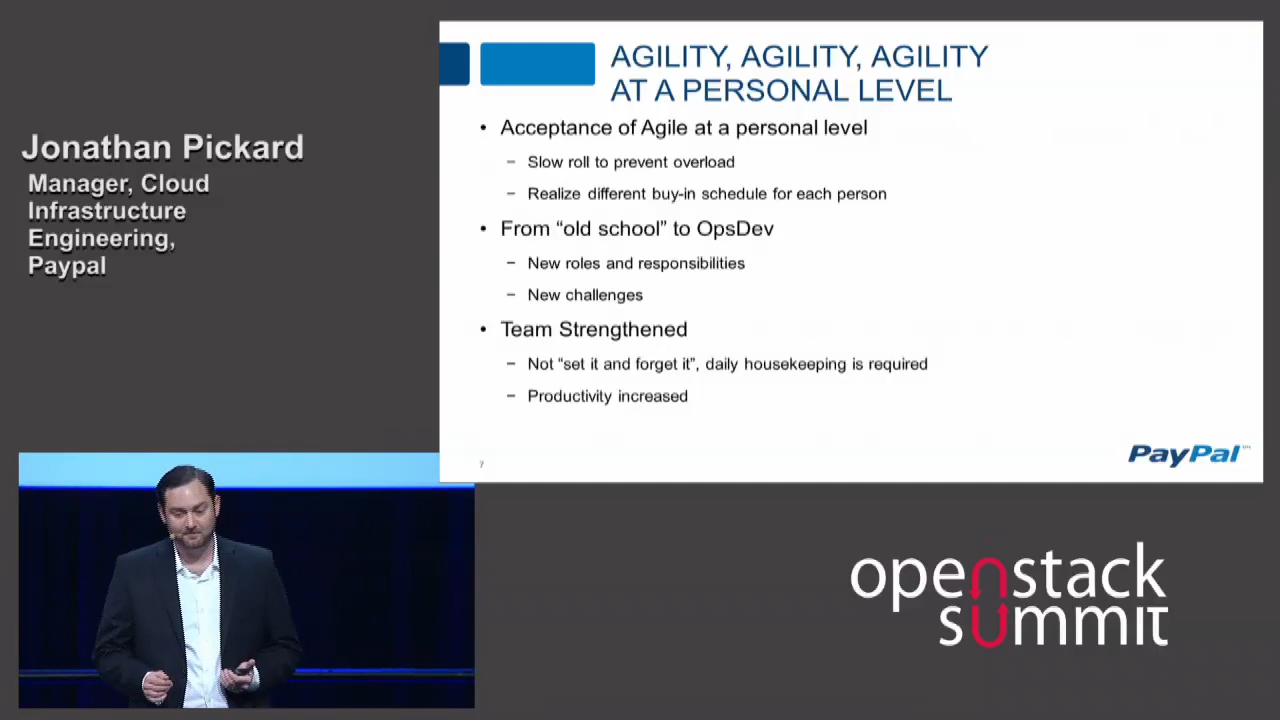 Jonathan Pickard
Manager, Cloud
Infrastructure
Engineering,
Paypal
AGILITY, AGILITY, AGILITY
AT A PERSONAL LEVEL
• Acceptance of Agile at a personal level
– Slow roll to prevent overload
– Realize different buy-in schedule for each person
• From “old school” to OpsDev
– New roles and responsibilities
– New challenges
• Team Strengthened
– Not “set it and forget it”, daily housekeeping is required
– Productivity increased
7
PayPal™
openstack
summit